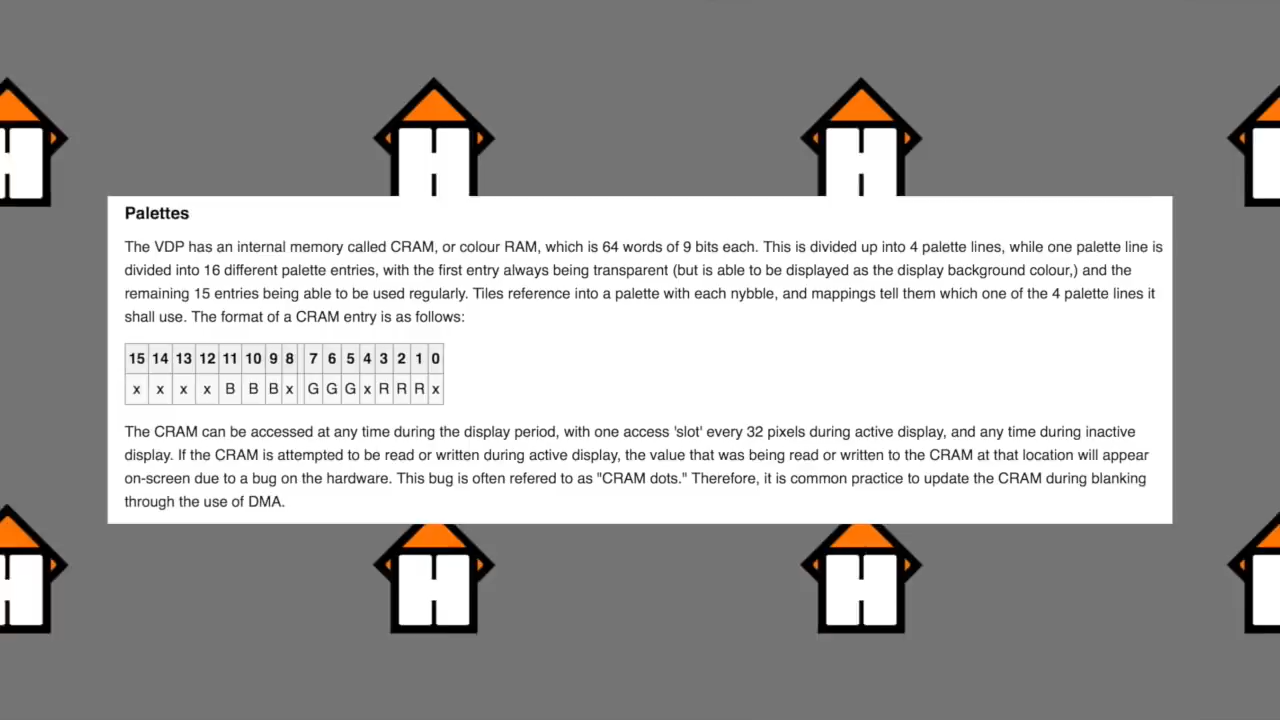 Palettes
The VDP has an internal memory called CRAM, or colour RAM, which is 64 words of 9 bits each. This is divided up into 4 palette lines, while one palette line is
divided into 16 different palette entries, with the first entry always being transparent (but is able to be displayed as the display background colour,) and the
remaining 15 entries being able to be used regularly. Tiles reference into a palette with each nybble, and mappings tell them which one of the 4 palette lines it
shall use. The format of a CRAM entry is as follows:
15 14 13 12 11 10 9 8 7 6 5 4 3 2 1 0
x x x x B B B x G G G x R R R x
The CRAM can be accessed at any time during the display period, with one access 'slot' every 32 pixels during active display, and any time during inactive
display. If the CRAM is attempted to be read or written during active display, the value that was being read or written to the CRAM at that location will appear
on-screen due to a bug on the hardware. This bug is often refered to as "CRAM dots." Therefore, it is common practice to update the CRAM during blanking
through the use of DMA.